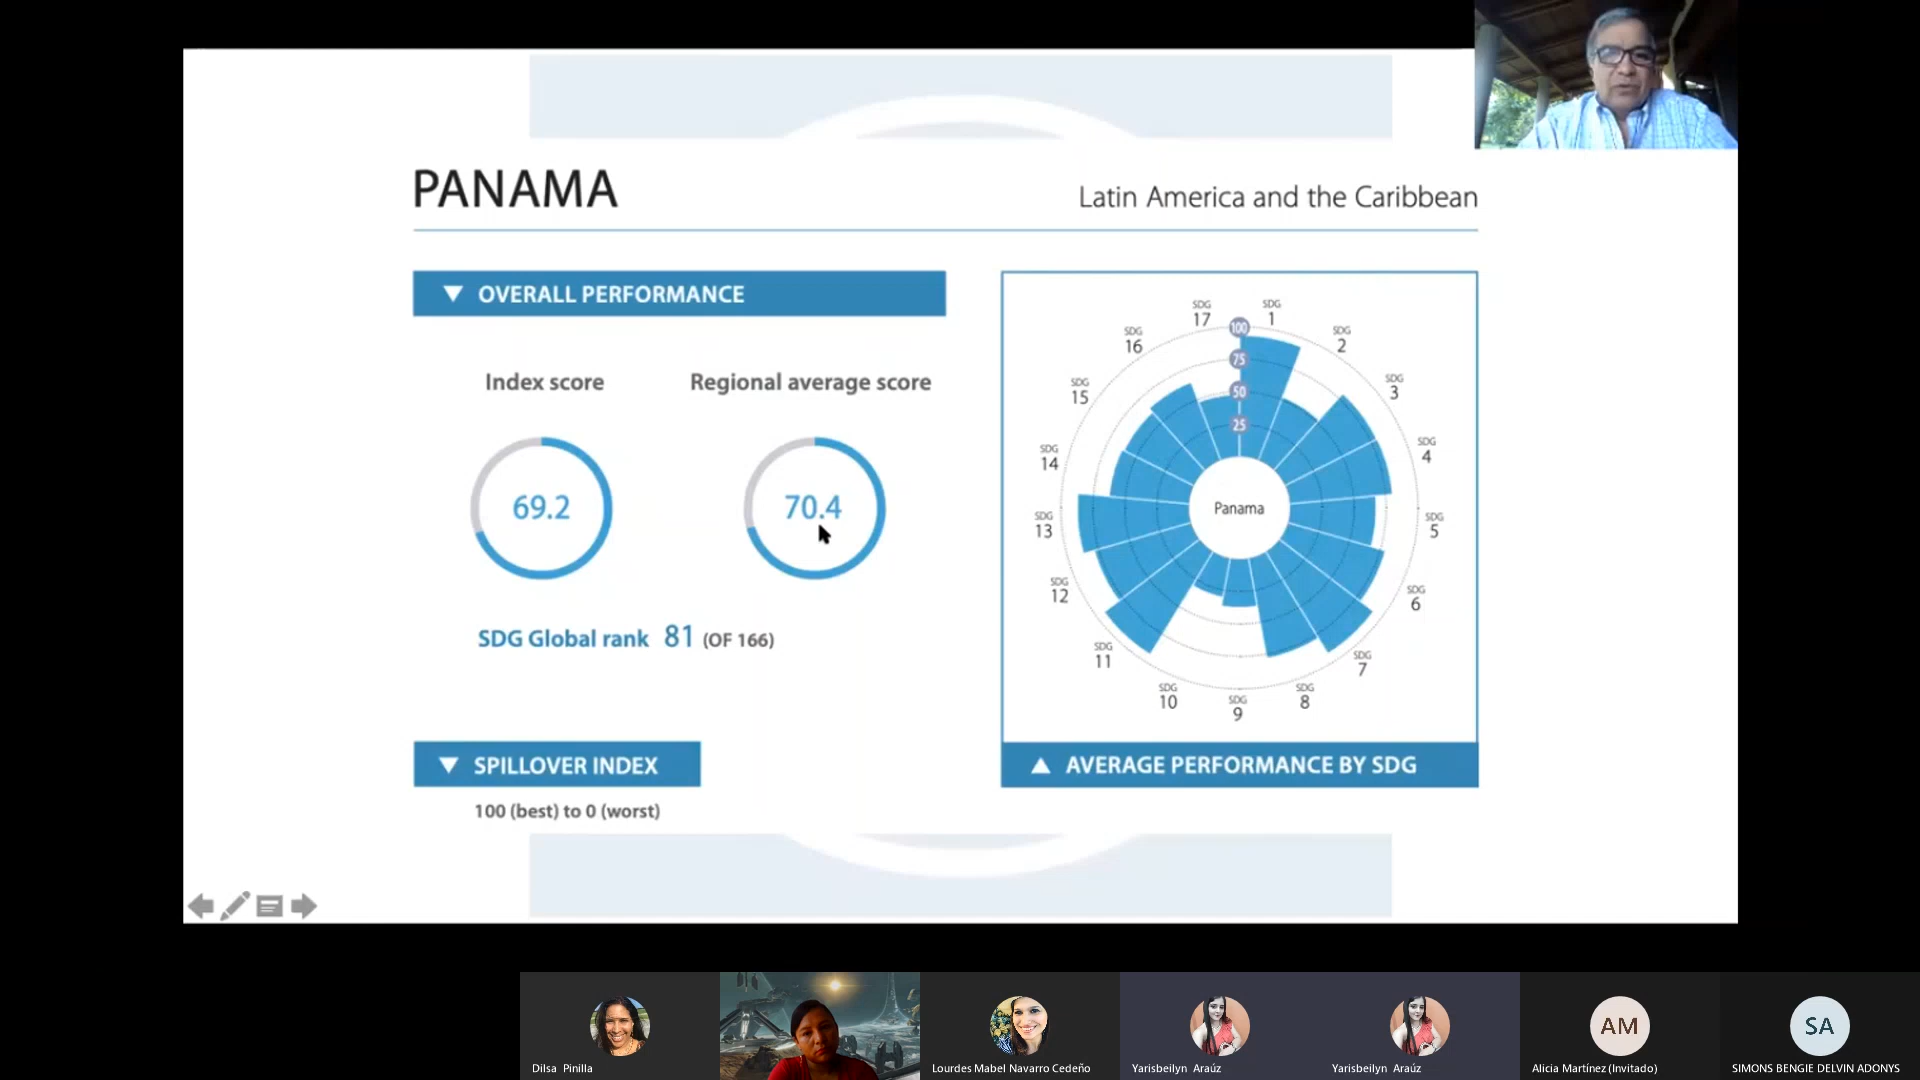 PANAMA
Latin America and the Caribbean
▼ OVERALL PERFORMANCE
Index score
Regional average score
69.2
70.4
SDG Global rank 81 (OF 166)
▼ SPILLOVER INDEX
100 (best) to 0 (worst)
SDG 1
SDG 2
SDG 3
SDG 4
SDG 5
SDG 6
SDG 7
SDG 8
SDG 9
SDG 10
SDG 11
SDG 12
SDG 13
SDG 14
SDG 15
SDG 16
SDG 17
100
75
50
25
Panama
▲ AVERAGE PERFORMANCE BY SDG
AM
SA
Dilsa Pinilla
Lourdes Mabel Navarro Cedeño
Yarisbeilyn Araúz
Yarisbeilyn Araúz
Alicia Martínez (Invitado)
SIMONS BENGIE DELVIN ADONYS